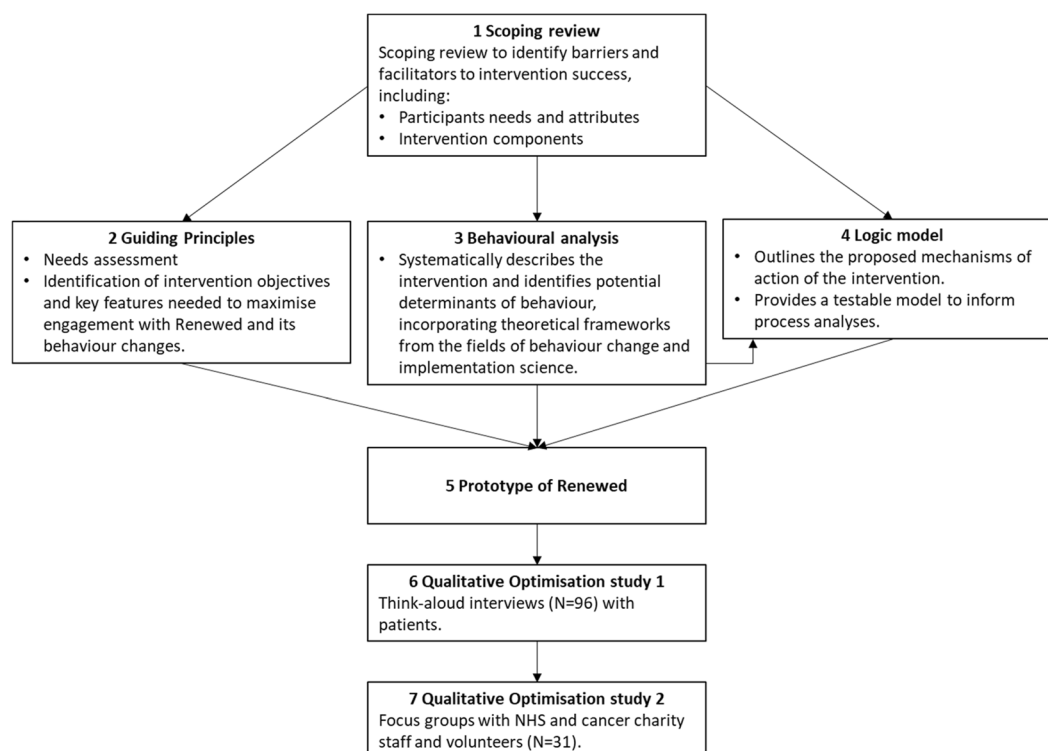 1 Scoping review
Scoping review to identify barriers and
facilitators to intervention success,
including:
• Participants needs and attributes
• Intervention components
2 Guiding Principles
• Needs assessment
• Identification of intervention objectives
and key features needed to maximise
engagement with Renewed and its
behaviour changes.
3 Behavioural analysis
• Systematically describes the
intervention and identifies potential
determinants of behaviour,
incorporating theoretical frameworks
from the fields of behaviour change and
implementation science.
4 Logic model
• Outlines the proposed mechanisms of
action of the intervention.
• Provides a testable model to inform
process analyses.
5 Prototype of Renewed
6 Qualitative Optimisation study 1
Think-aloud interviews (N=96) with
patients.
7 Qualitative Optimisation study 2
Focus groups with NHS and cancer charity
staff and volunteers (N=31).